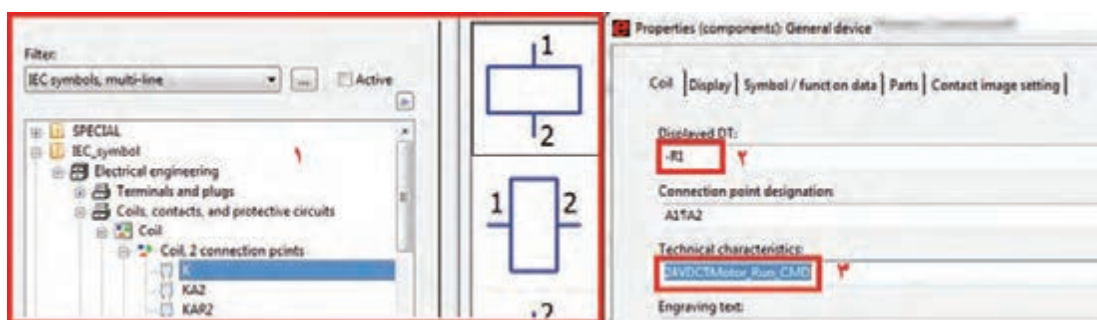 Filter:
IEC symbols, multi-line
...
Active
SPECIAL
IEC_symbol
۱
Electrical engineering
Terminals and plugs
Coils, contacts, and protective circuits
Coil
Coil, 2 connection points
K
KA2
KAR2
1
2
1 2
2
Properties (components): General device
Coil Display Symbol / function data Parts Contact image setting
Displayed DT:
-R1 ۲
Connection point designation:
A1¶A2
Technical characteristics:
24VDC¶Motor_Run_CMD ۳
Engraving text: